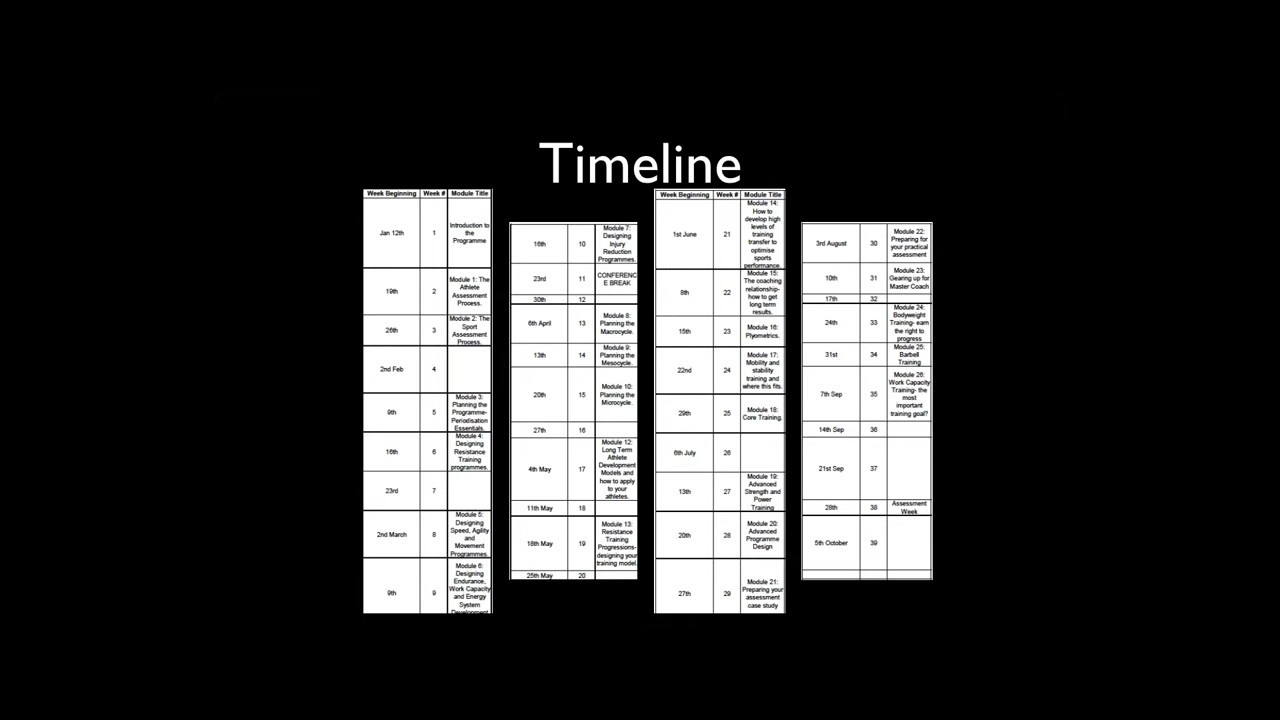 Timeline
Week Beginning Week # Module Title
Jan 12th 1 Introduction to
the
Programme
19th 2 Module 1: The
Athlete
Assessment
Process.
26th 3 Module 2: The
Sport
Assessment
Process.
2nd Feb 4
9th 5 Module 3:
Planning the
Programme-
Periodisation
Essentials.
16th 6 Module 4:
Designing
Resistance
Training
programmes.
23rd 7
2nd March 8 Module 5:
Designing
Speed, Agility
and
Movement
Programmes.
9th 9 Module 6:
Designing
Endurance,
Work Capacity
and Energy
System
Development
16th 10 Module 7:
Designing
Injury
Reduction
Programmes.
23rd 11 CONFERENC
E BREAK
30th 12
6th April 13 Module 8:
Planning the
Macrocycle.
13th 14 Module 9:
Planning the
Mesocycle.
20th 15 Module 10:
Planning the
Microcycle.
27th 16
4th May 17 Module 12:
Long Term
Athlete
Development
Models and
how to apply
to your
athletes.
11th May 18
18th May 19 Module 13:
Resistance
Training
Progressions-
designing your
training model.
25th May 20
Week Beginning Week # Module Title
1st June 21 Module 14:
How to
develop high
levels of
training
transfer to
optimise
sports
performance.
8th 22 Module 15:
The coaching
relationship-
how to get
long term
results.
15th 23 Module 16:
Plyometrics.
22nd 24 Module 17:
Mobility and
stability
training and
where this fits.
29th 25 Module 18:
Core Training.
6th July 26
13th 27 Module 19:
Advanced
Strength and
Power
Training
20th 28 Module 20:
Advanced
Programme
Design
27th 29 Module 21:
Preparing your
assessment
case study
3rd August 30 Module 22:
Preparing for
your practical
assessment
10th 31 Module 23:
Gearing up for
Master Coach
17th 32
24th 33 Module 24:
Bodyweight
Training- earn
the right to
progress
31st 34 Module 25:
Barbell
Training
7th Sep 35 Module 26:
Work Capacity
Training- the
most
important
training goal?
14th Sep 36
21st Sep 37
28th 38 Assessment
Week
5th October 39